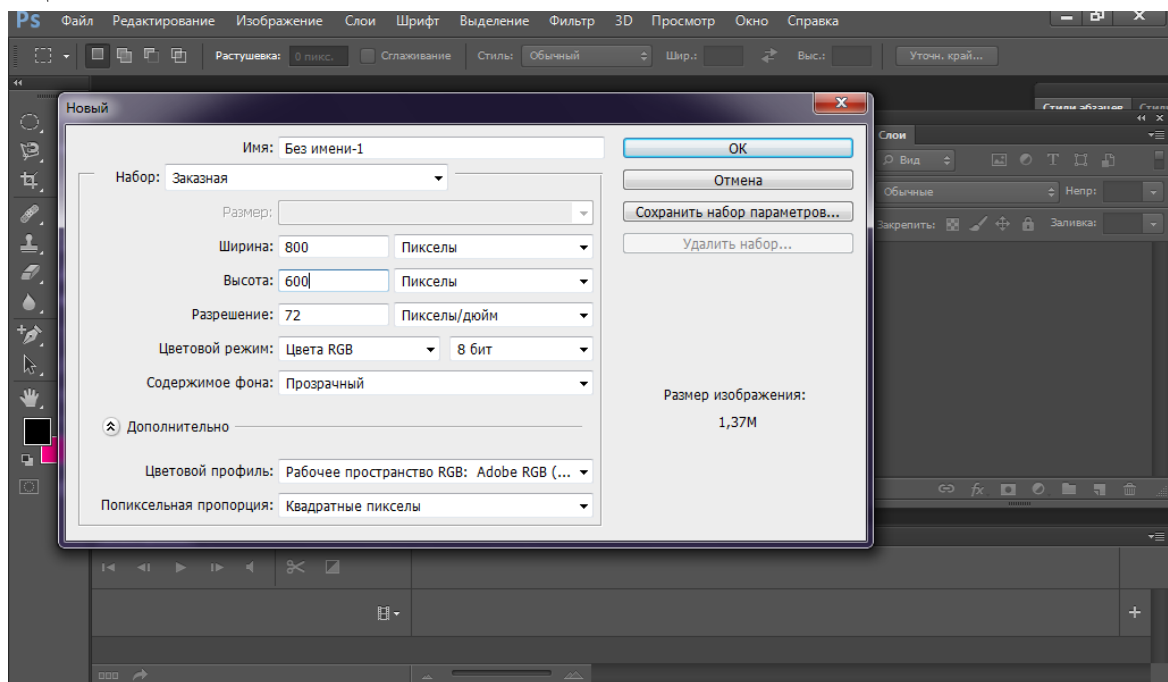 Ps Файл Редактирование Изображение Слои Шрифт Выделение Фильтр 3D Просмотр Окно Справка
Растушевка: 0 пикс. Сглаживание Стиль: Обычный Шир.: Выс.: Уточн. край...
Новый
Стили абзацев
Слои
Имя: Без имени-1
ОК
Вид
Набор: Заказная
Отмена
Обычные Непр:
Размер:
Сохранить набор параметров...
Закрепить: Заливка:
Ширина: 800 Пикселы
Удалить набор...
Высота: 600 Пикселы
Разрешение: 72 Пикселы/дюйм
Цветовой режим: Цвета RGB 8 бит
Содержимое фона: Прозрачный
Размер изображения:
1,37M
Дополнительно
Цветовой профиль: Рабочее пространство RGB: Adobe RGB (...
Попиксельная пропорция: Квадратные пикселы